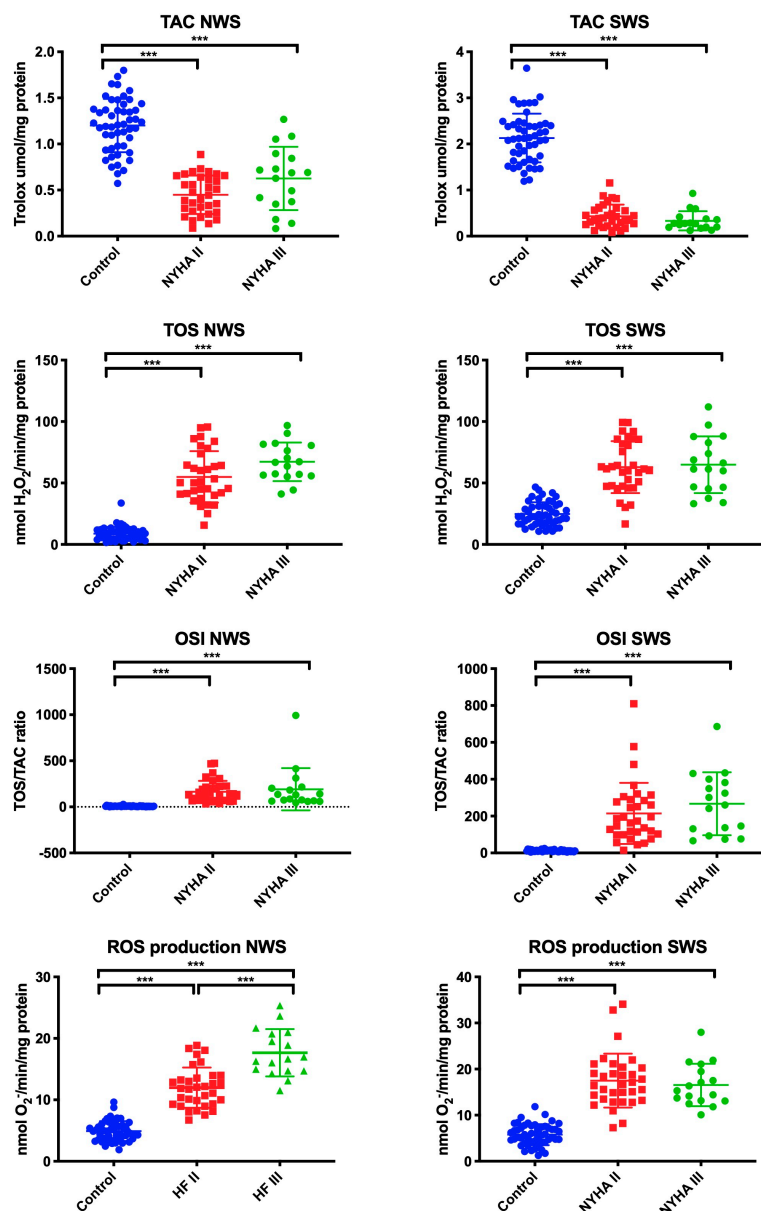 TAC NWS
***
***
Trolox umol/mg protein
2.0
1.5
1.0
0.5
0.0
Control
NYHA II
NYHA III
TAC SWS
***
***
Trolox umol/mg protein
4
3
2
1
0
Control
NYHA II
NYHA III
TOS NWS
***
***
nmol H₂O₂/min/mg protein
150
100
50
0
Control
NYHA II
NYHA III
TOS SWS
***
***
nmol H₂O₂/min/mg protein
150
100
50
0
Control
NYHA II
NYHA III
OSI NWS
***
***
TOS/TAC ratio
1500
1000
500
0
-500
Control
NYHA II
NYHA III
OSI SWS
***
***
TOS/TAC ratio
1000
800
600
400
200
0
Control
NYHA II
NYHA III
ROS production NWS
***
***
***
nmol O₂⁻/min/mg protein
30
20
10
0
Control
HF II
HF III
ROS production SWS
***
***
nmol O₂⁻/min/mg protein
40
30
20
10
0
Control
NYHA II
NYHA III